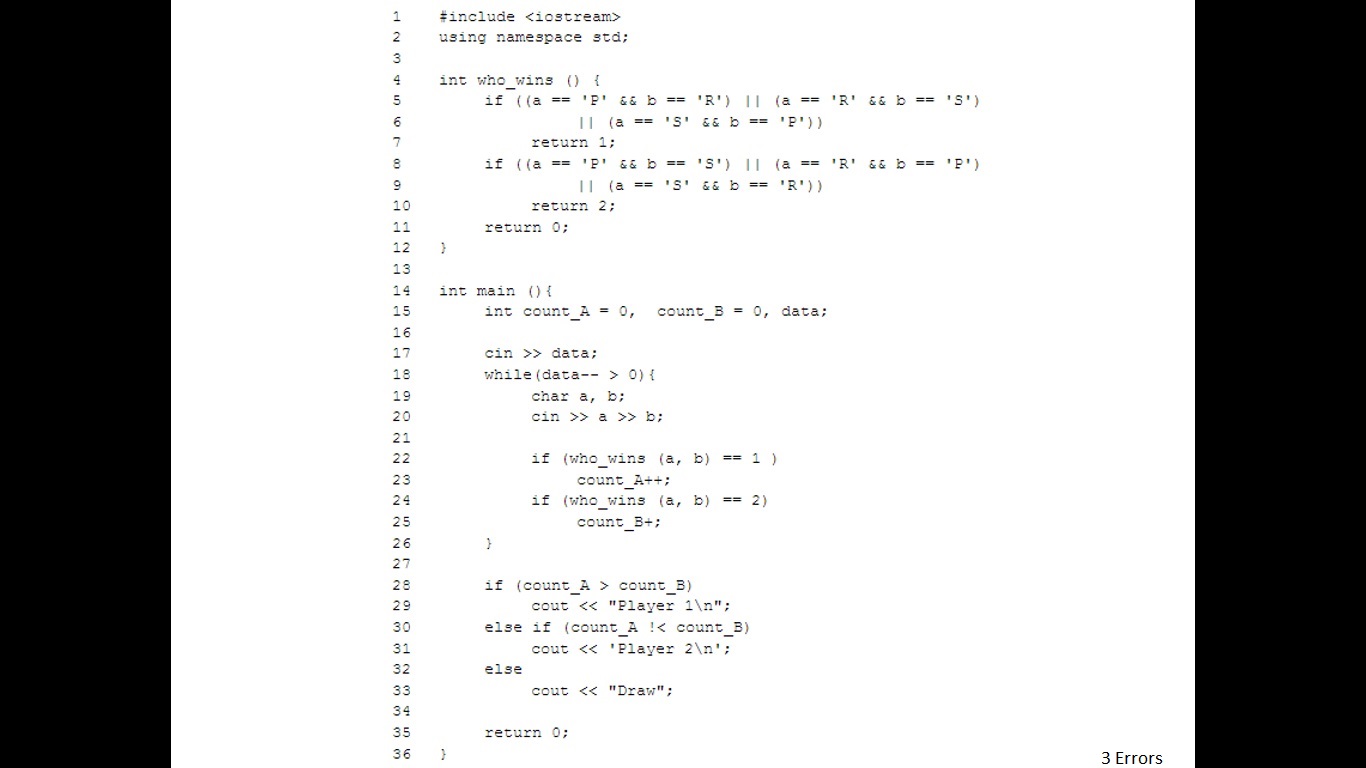 1 #include <iostream>
2 using namespace std;
3
4 int who_wins () {
5 if ((a == 'P' && b == 'R') || (a == 'R' && b == 'S')
6 || (a == 'S' && b == 'P'))
7 return 1;
8 if ((a == 'P' && b == 'S') || (a == 'R' && b == 'P')
9 || (a == 'S' && b == 'R'))
10 return 2;
11 return 0;
12 }
13
14 int main (){
15 int count_A = 0, count_B = 0, data;
16
17 cin >> data;
18 while(data-- > 0){
19 char a, b;
20 cin >> a >> b;
21
22 if (who_wins (a, b) == 1 )
23 count_A++;
24 if (who_wins (a, b) == 2)
25 count_B+;
26 }
27
28 if (count_A > count_B)
29 cout << "Player 1\n";
30 else if (count_A !< count_B)
31 cout << 'Player 2\n';
32 else
33 cout << "Draw";
34
35 return 0;
36 }
3 Errors